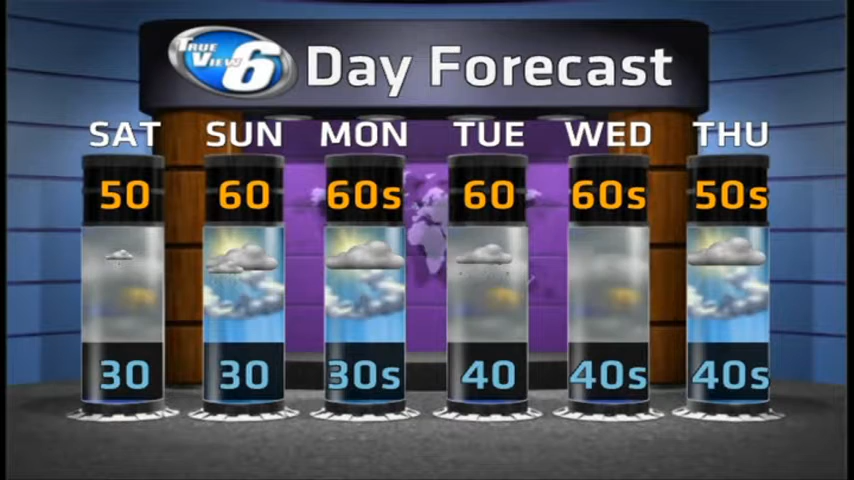 TRUE VIEW 6 Day Forecast
SAT SUN MON TUE WED THU
50 60 60s 60 60s 50s
30 30 30s 40 40s 40s